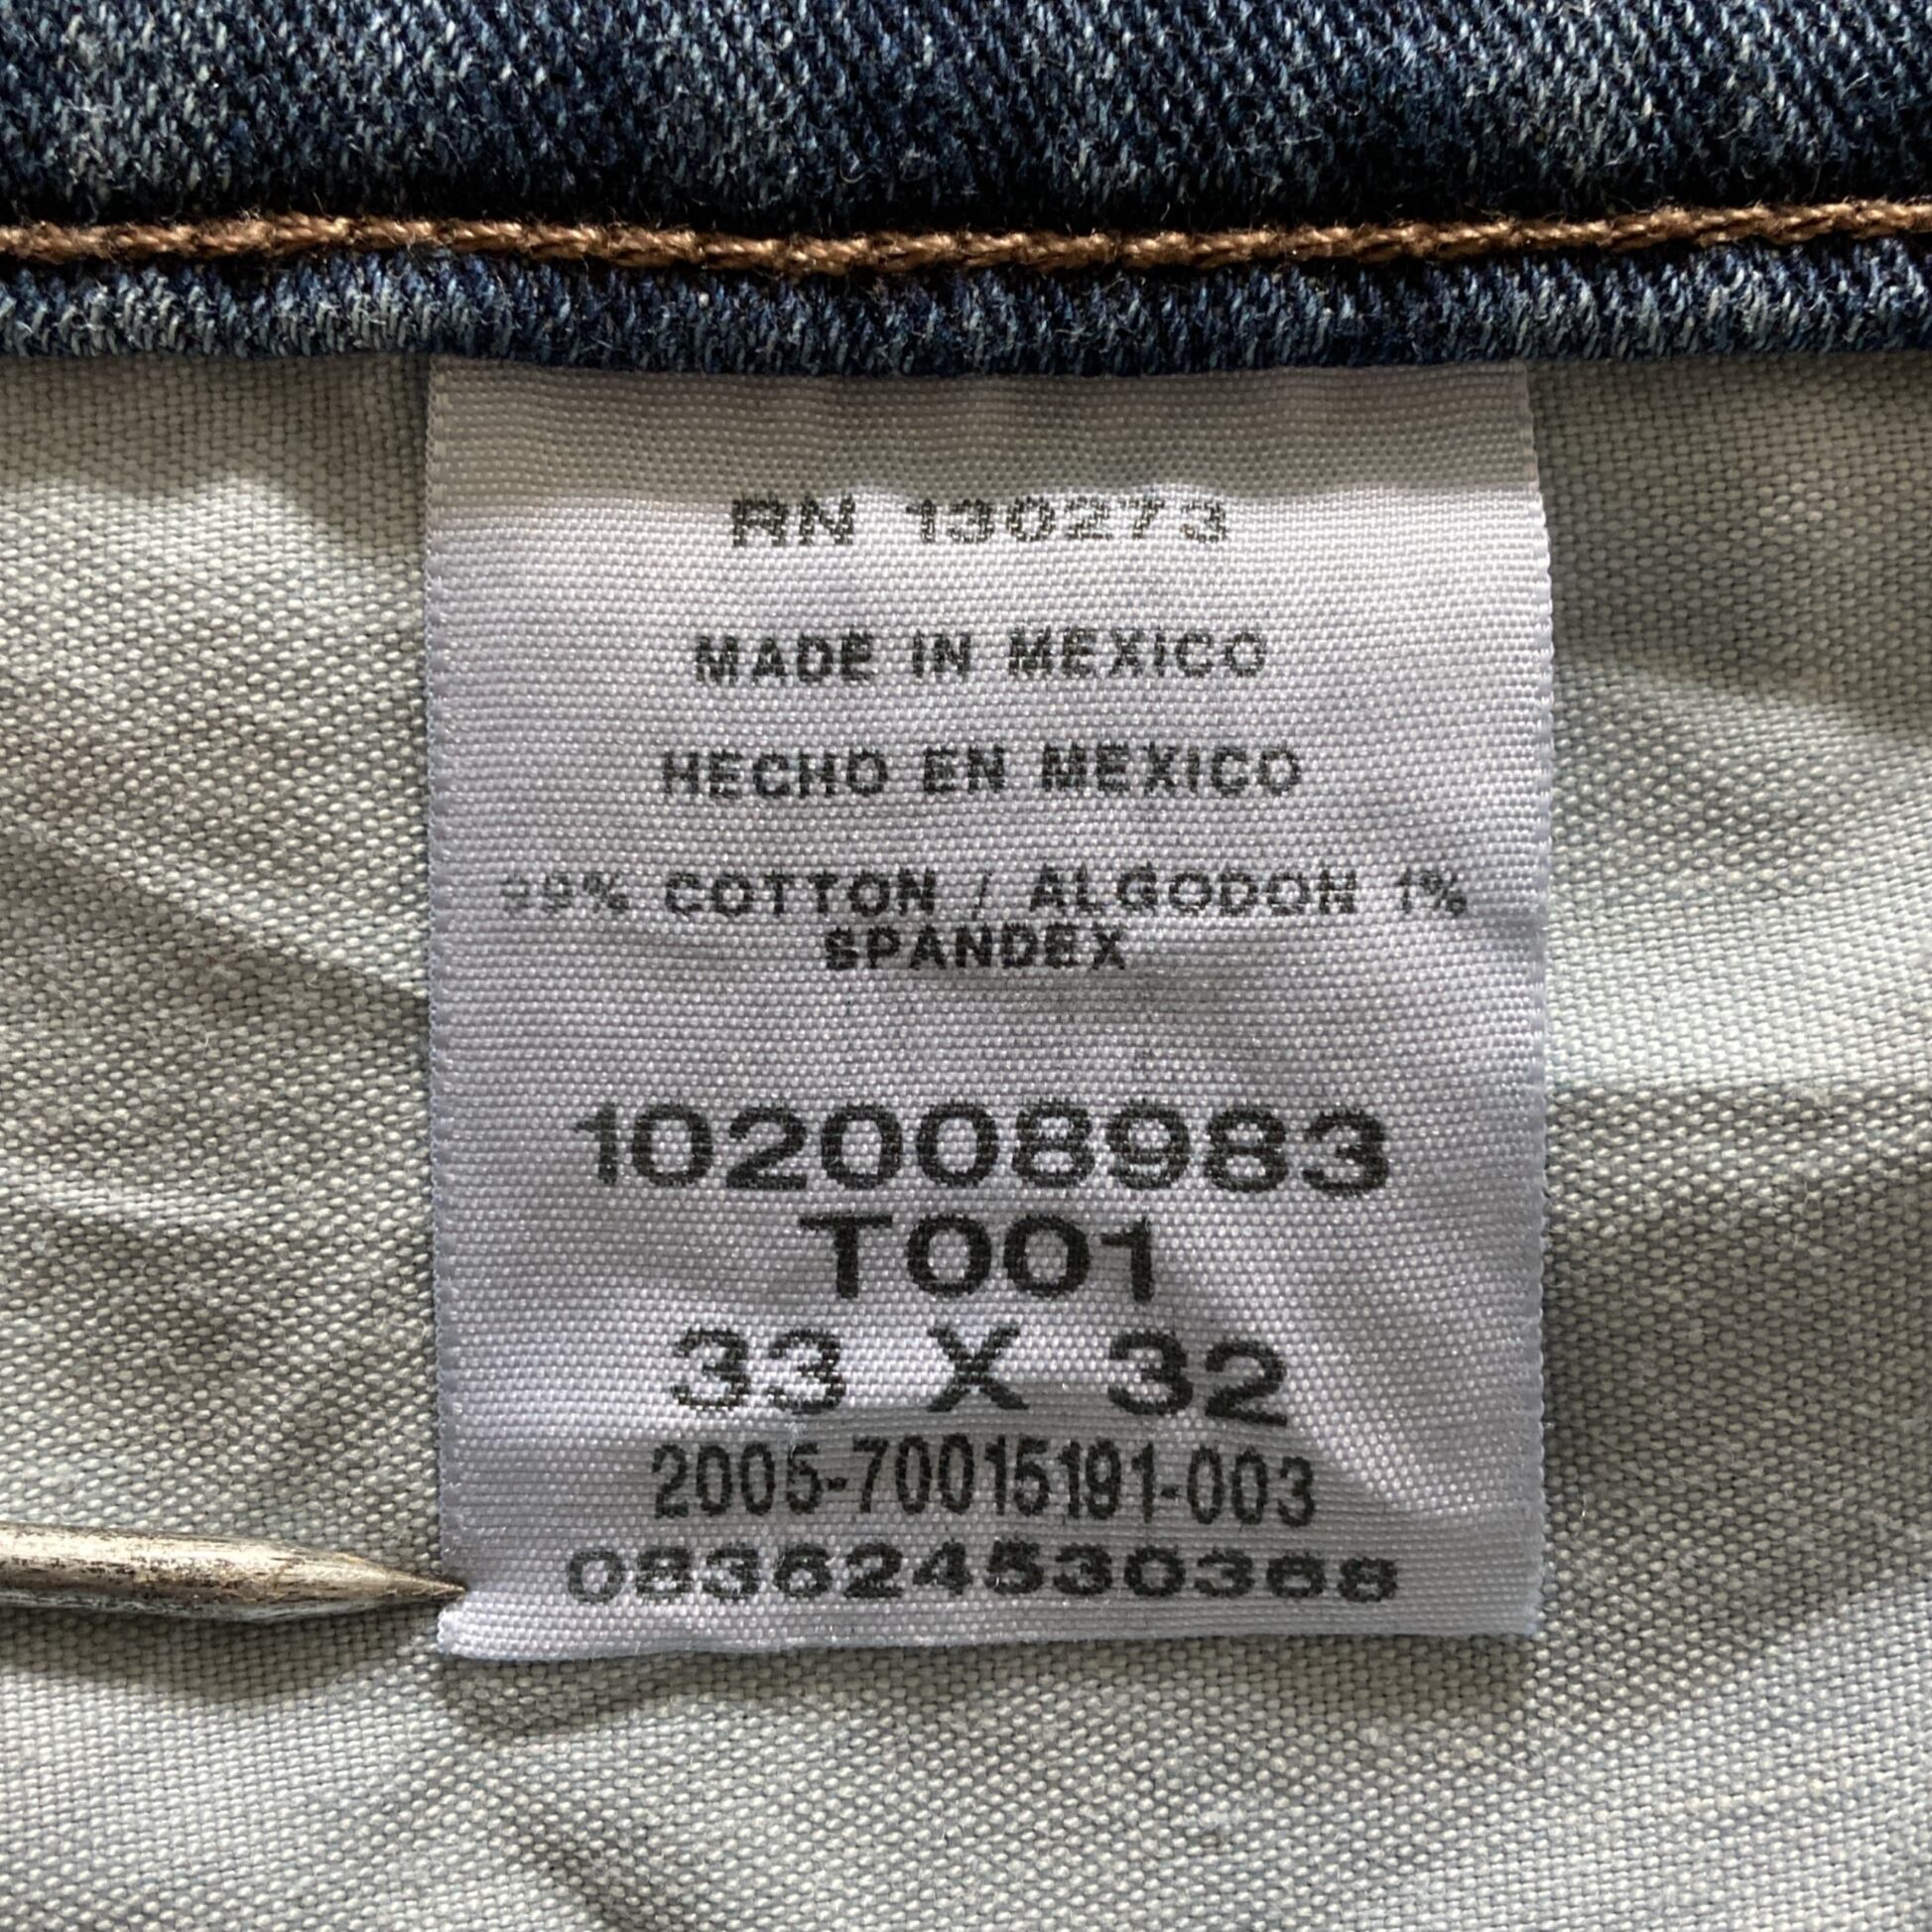 RN 130273
MADE IN MEXICO
HECHO EN MEXICO
99% COTTON / ALGODON 1%
SPANDEX
102008983
T001
33 X 32
2005-70015191-003
083624530368